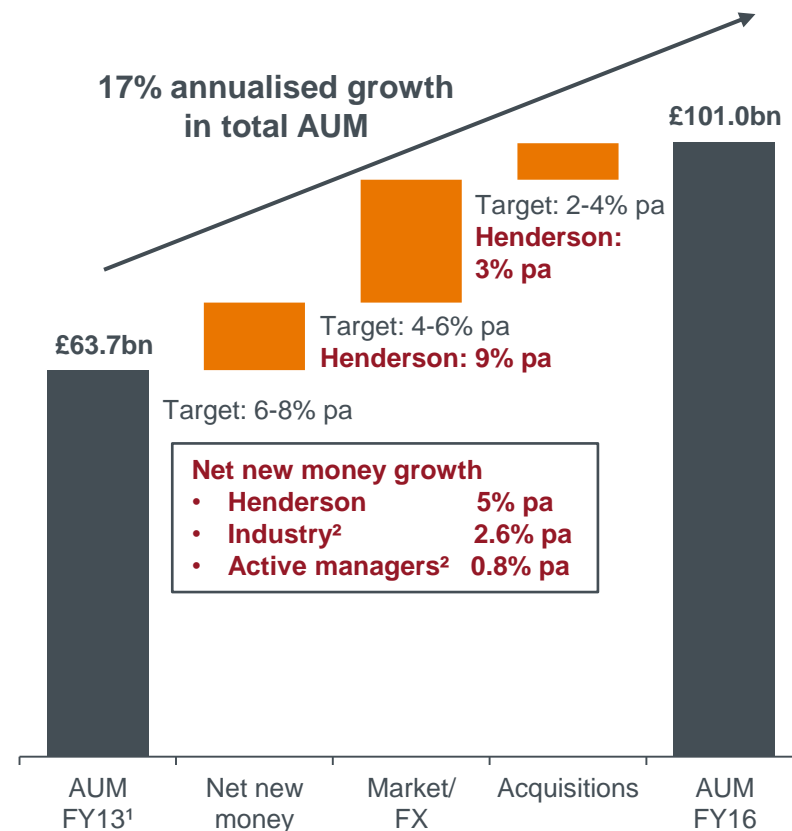 17% annualised growth
in total AUM
£101.0bn
Target: 2-4% pa
Henderson:
3% pa
Target: 4-6% pa
Henderson: 9% pa
£63.7bn
Target: 6-8% pa
Net new money growth
• Henderson 5% pa
• Industry² 2.6% pa
• Active managers² 0.8% pa
AUM
FY13¹
Net new
money
Market/
FX
Acquisitions
AUM
FY16